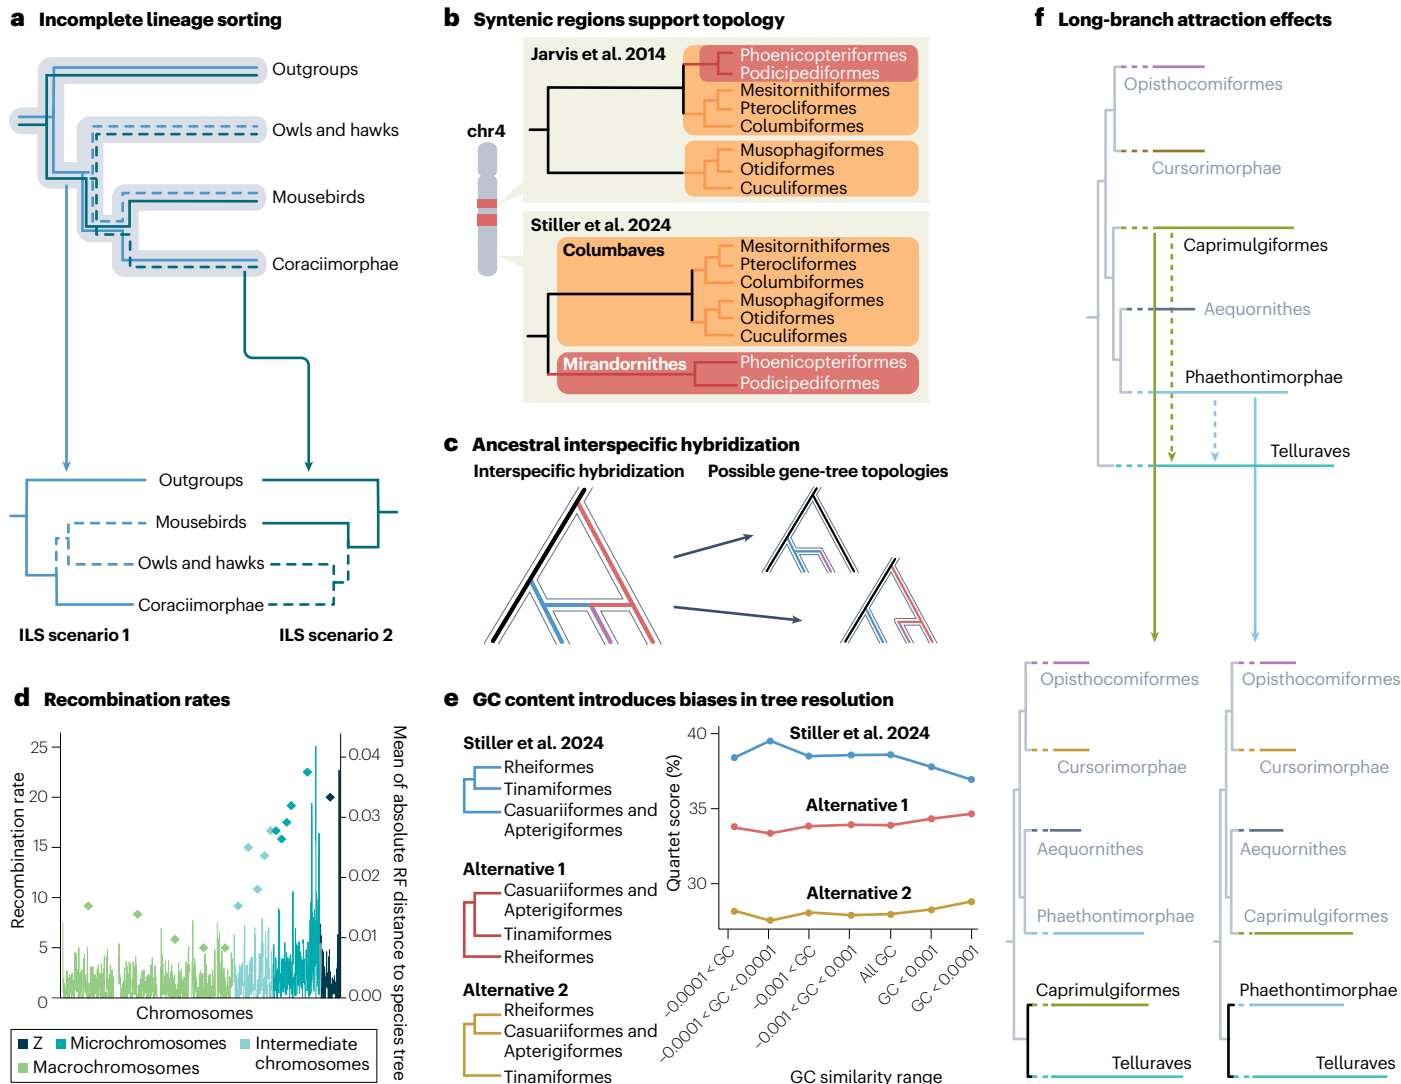 a Incomplete lineage sorting
Outgroups
Owls and hawks
Mousebirds
Coraciimorphae
Outgroups
Mousebirds
Owls and hawks
Coraciimorphae
ILS scenario 1
ILS scenario 2
b Syntenic regions support topology
chr4
Jarvis et al. 2014
Phoenicopteriformes
Podicipediformes
Mesitornithiformes
Pterocliformes
Columbiformes
Musophagiformes
Otidiformes
Cuculiformes
Stiller et al. 2024
Columbaves
Mesitornithiformes
Pterocliformes
Columbiformes
Musophagiformes
Otidiformes
Cuculiformes
Mirandornithes
Phoenicopteriformes
Podicipediformes
c Ancestral interspecific hybridization
Interspecific hybridization
Possible gene-tree topologies
d Recombination rates
Recombination rate
25
20
15
10
5
0
Mean of absolute RF distance to species tree
0.04
0.03
0.02
0.01
0.00
Chromosomes
Z
Microchromosomes
Intermediate
chromosomes
Macrochromosomes
e GC content introduces biases in tree resolution
Stiller et al. 2024
Rheiformes
Tinamiformes
Casuariiformes and
Apterigiformes
Alternative 1
Casuariiformes and
Apterigiformes
Tinamiformes
Rheiformes
Alternative 2
Rheiformes
Casuariiformes and
Apterigiformes
Tinamiformes
Quartet score (%)
40
35
30
Stiller et al. 2024
Alternative 1
Alternative 2
−0.0001 < GC
−0.0001 < GC < 0.0001
−0.001 < GC
−0.001 < GC < 0.001
All GC
GC < 0.001
GC < 0.0001
GC similarity range
f Long-branch attraction effects
Opisthocomiformes
Cursorimorphae
Caprimulgiformes
Aequornithes
Phaethontimorphae
Telluraves
Opisthocomiformes
Cursorimorphae
Aequornithes
Phaethontimorphae
Caprimulgiformes
Telluraves
Opisthocomiformes
Cursorimorphae
Aequornithes
Caprimulgiformes
Phaethontimorphae
Telluraves